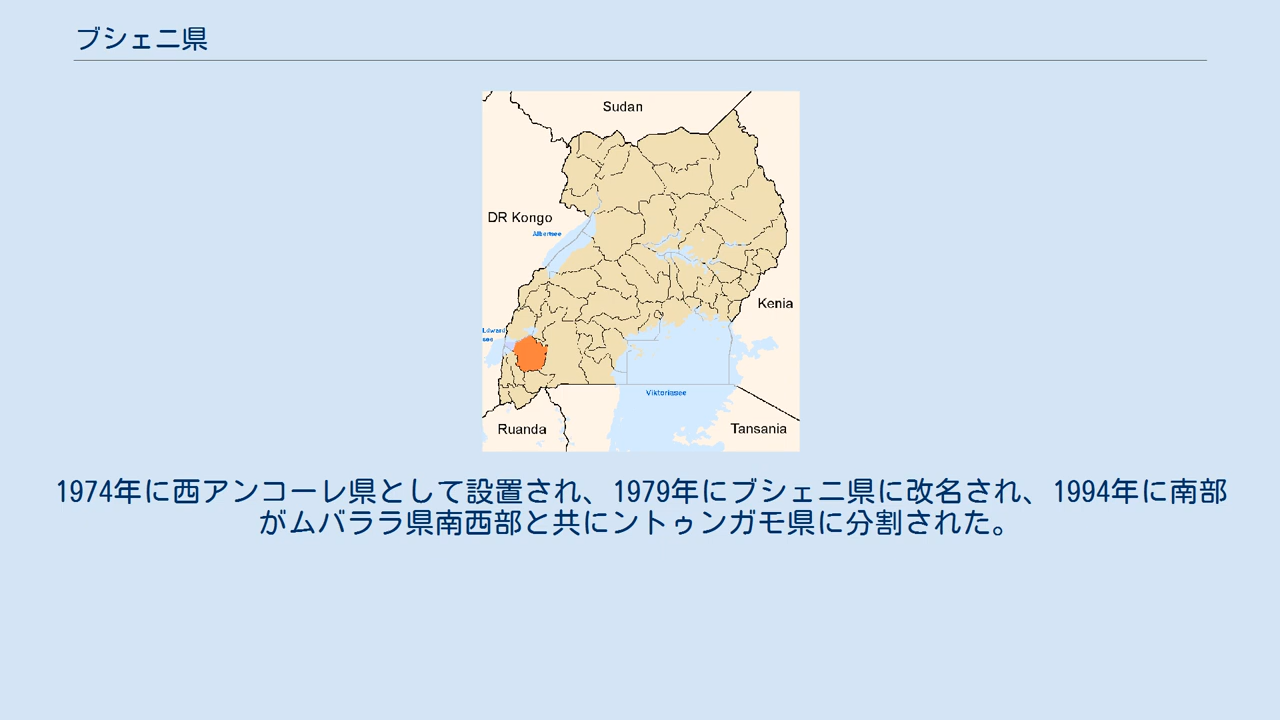 ブシェニ県
Sudan
DR Kongo
Albertsee
Kenia
Edward
see
Viktoriasee
Ruanda
Tansania
1974年に西アンコーレ県として設置され、1979年にブシェニ県に改名され、1994年に南部
がムバララ県南西部と共にントゥンガモ県に分割された。